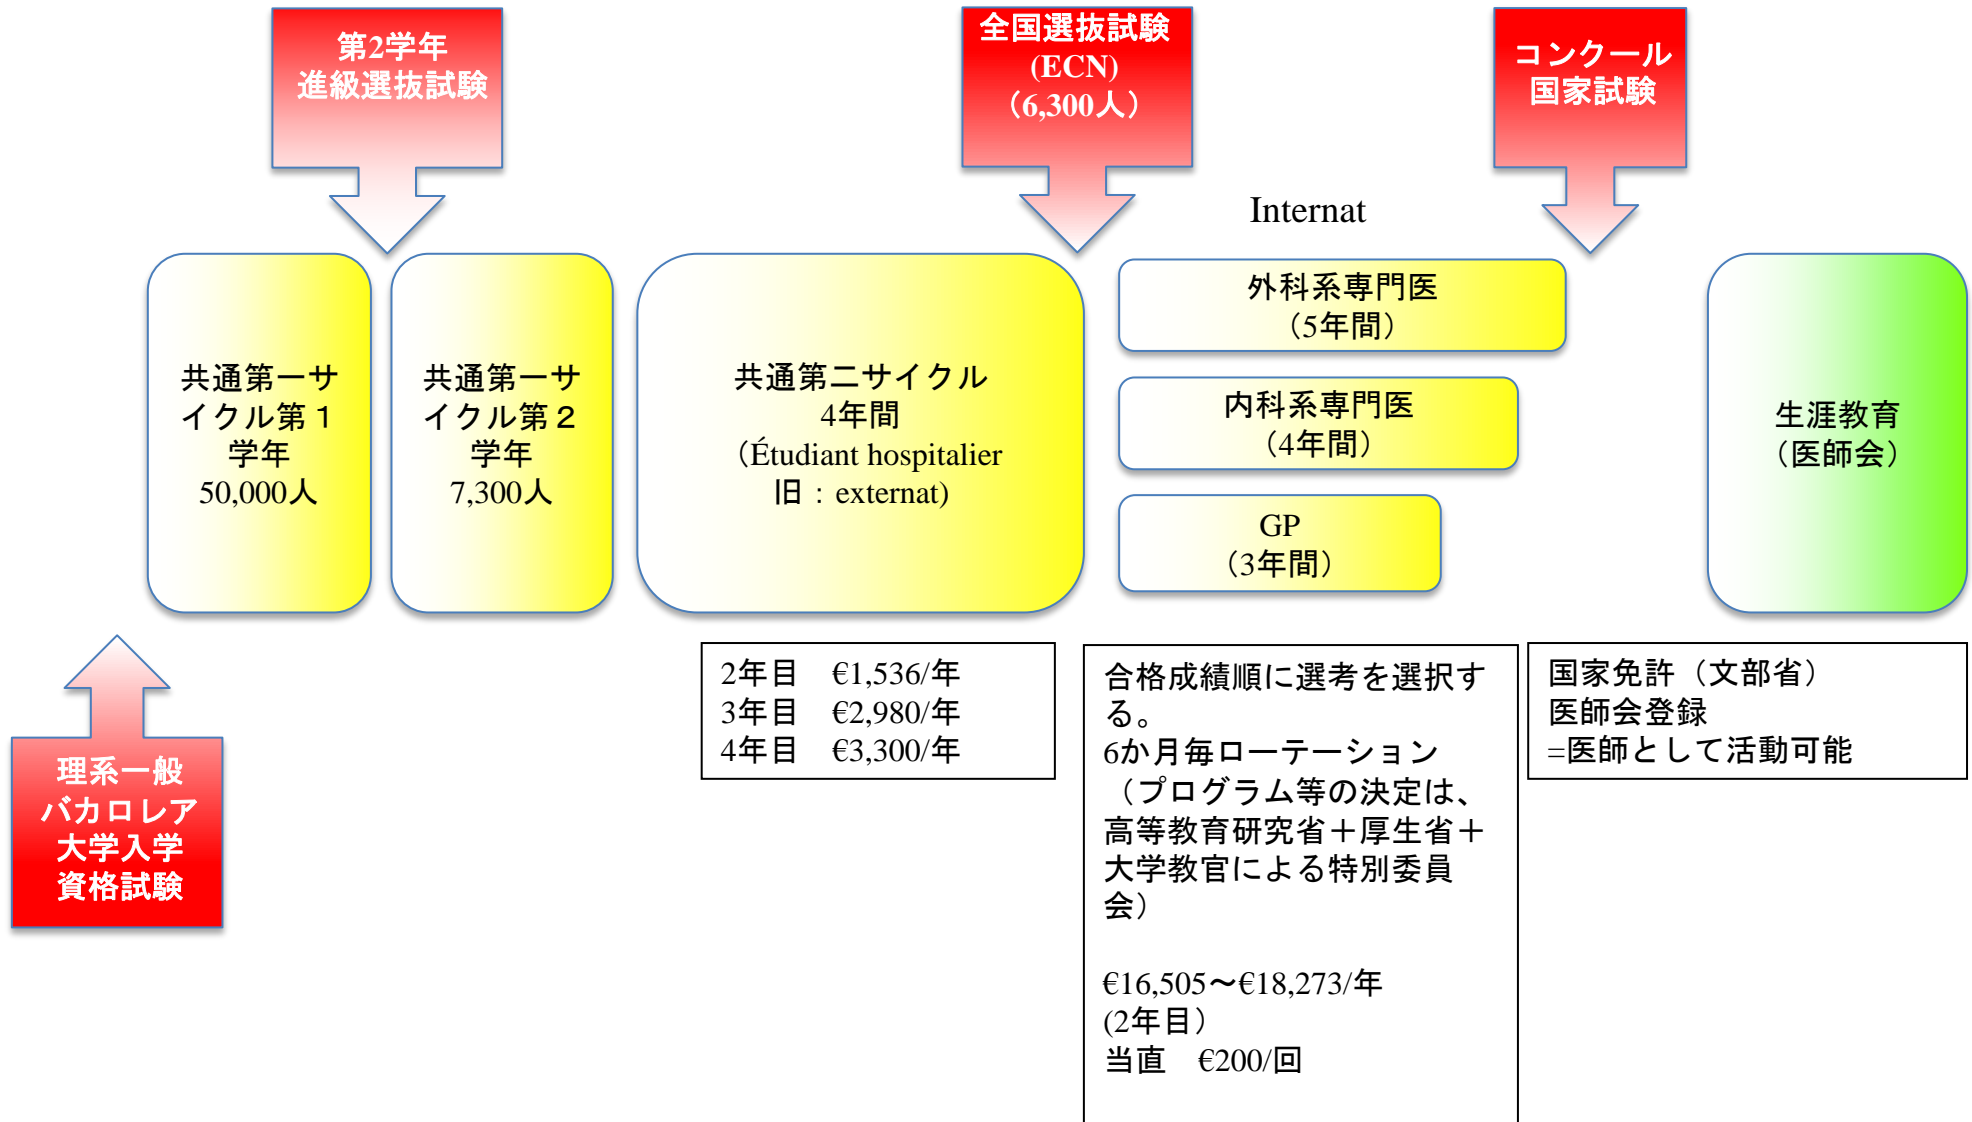 第2学年
進級選抜試験
全国選抜試験
(ECN)
（6,300人）
コンクール
国家試験
Internat
共通第一サ
イクル第１
学年
50,000人
共通第一サ
イクル第２
学年
7,300人
共通第二サイクル
4年間
（Étudiant hospitalier
旧：externat)
外科系専門医
（5年間）
内科系専門医
（4年間）
GP
（3年間）
生涯教育
（医師会）
理系一般
バカロレア
大学入学
資格試験
2年目　€1,536/年
3年目　€2,980/年
4年目　€3,300/年
合格成績順に選考を選択す
る。
6か月毎ローテーション
（プログラム等の決定は、
高等教育研究省＋厚生省＋
大学教官による特別委員
会）
€16,505～€18,273/年
(2年目）
当直　€200/回
国家免許（文部省）
医師会登録
=医師として活動可能